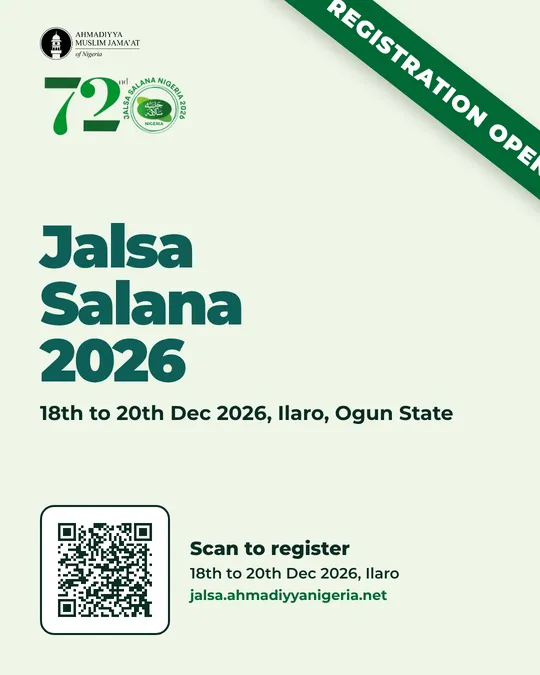 AHMADIYYA
MUSLIM JAMA'AT
of Nigeria
72nd
JALSA SALANA NIGERIA 2026
NIGERIA
REGISTRATION OPEN
Jalsa
Salana
2026
18th to 20th Dec 2026, Ilaro, Ogun State
Scan to register
18th to 20th Dec 2026, Ilaro
jalsa.ahmadiyyanigeria.net